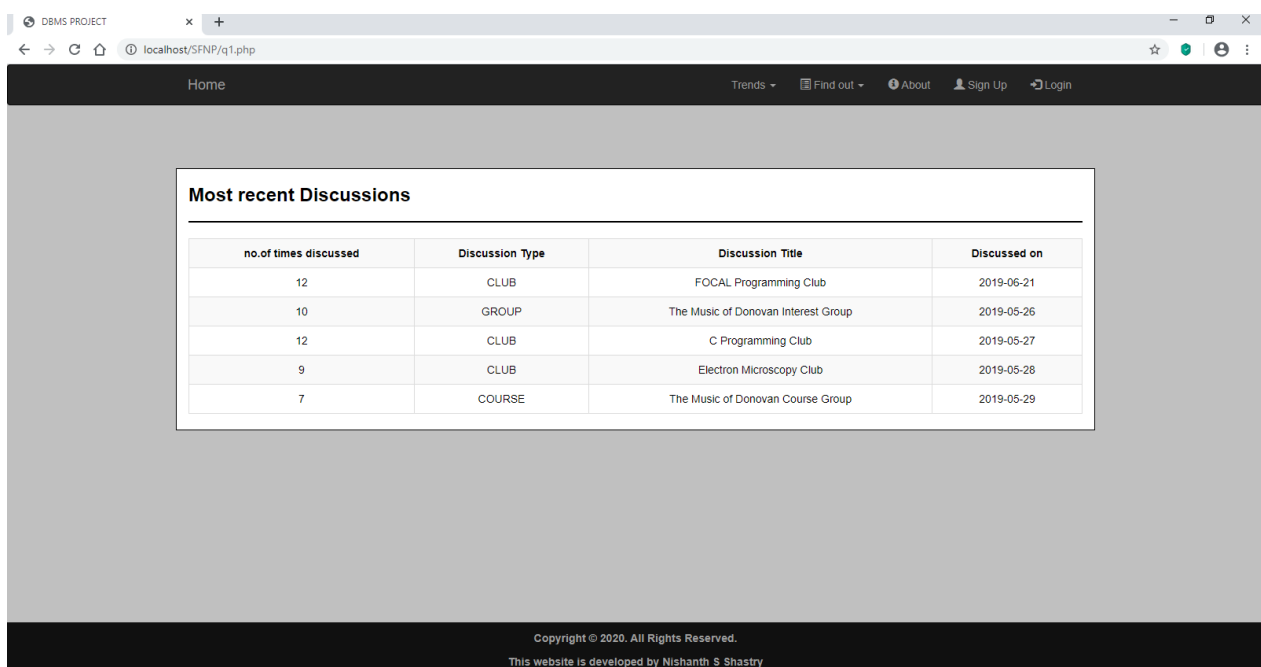 DBMS PROJECT
localhost/SFNP/q1.php
Home Trends Find out About Sign Up Login
Most recent Discussions
no.of times discussed Discussion Type Discussion Title Discussed on
12 CLUB FOCAL Programming Club 2019-06-21
10 GROUP The Music of Donovan Interest Group 2019-05-26
12 CLUB C Programming Club 2019-05-27
9 CLUB Electron Microscopy Club 2019-05-28
7 COURSE The Music of Donovan Course Group 2019-05-29
Copyright © 2020. All Rights Reserved.
This website is developed by Nishanth S Shastry